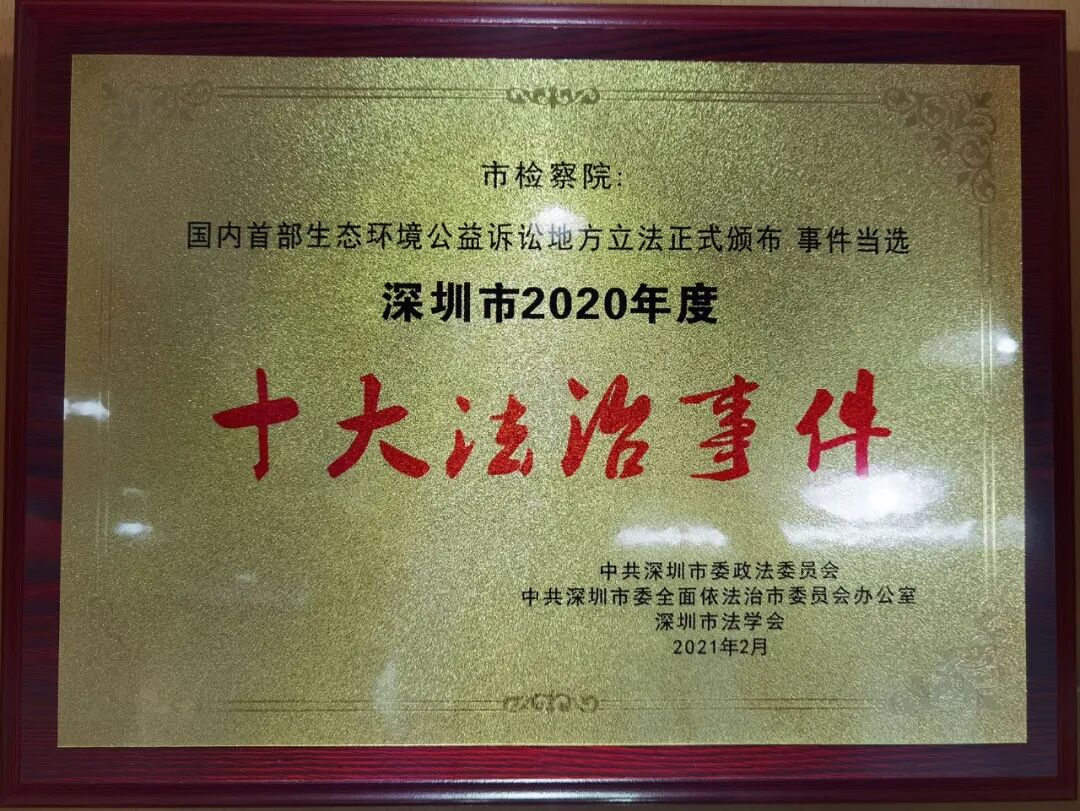 市检察院:
国内首部生态环境公益诉讼地方立法正式颁布 事件当选
深圳市2020年度
十大法治事件
中共深圳市委政法委员会
中共深圳市委全面依法治市委员会办公室
深圳市法学会
2021年2月